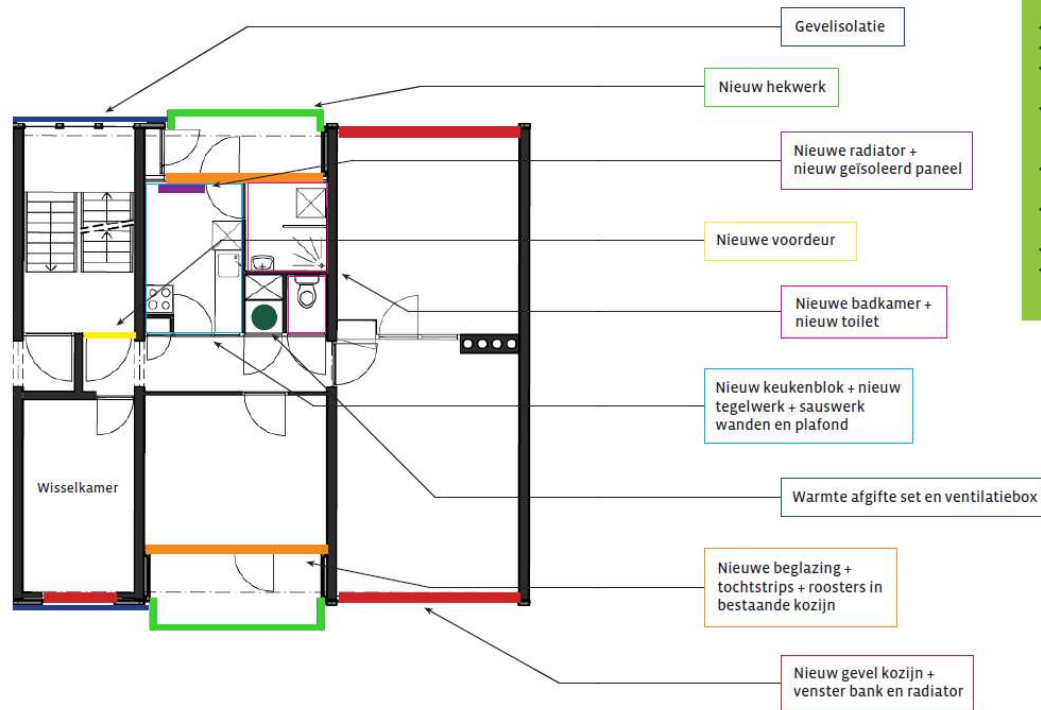 Gevelisolatie
Nieuw hekwerk
Nieuwe radiator +
nieuw geïsoleerd paneel
Nieuwe voordeur
Nieuwe badkamer +
nieuw toilet
Nieuw keukenblok + nieuw
tegelwerk + sauswerk
wanden en plafond
Wisselkamer
Warmte afgifte set en ventilatiebox
Nieuwe beglazing +
tochtstrips + roosters in
bestaande kozijn
Nieuw gevel kozijn +
venster bank en radiator